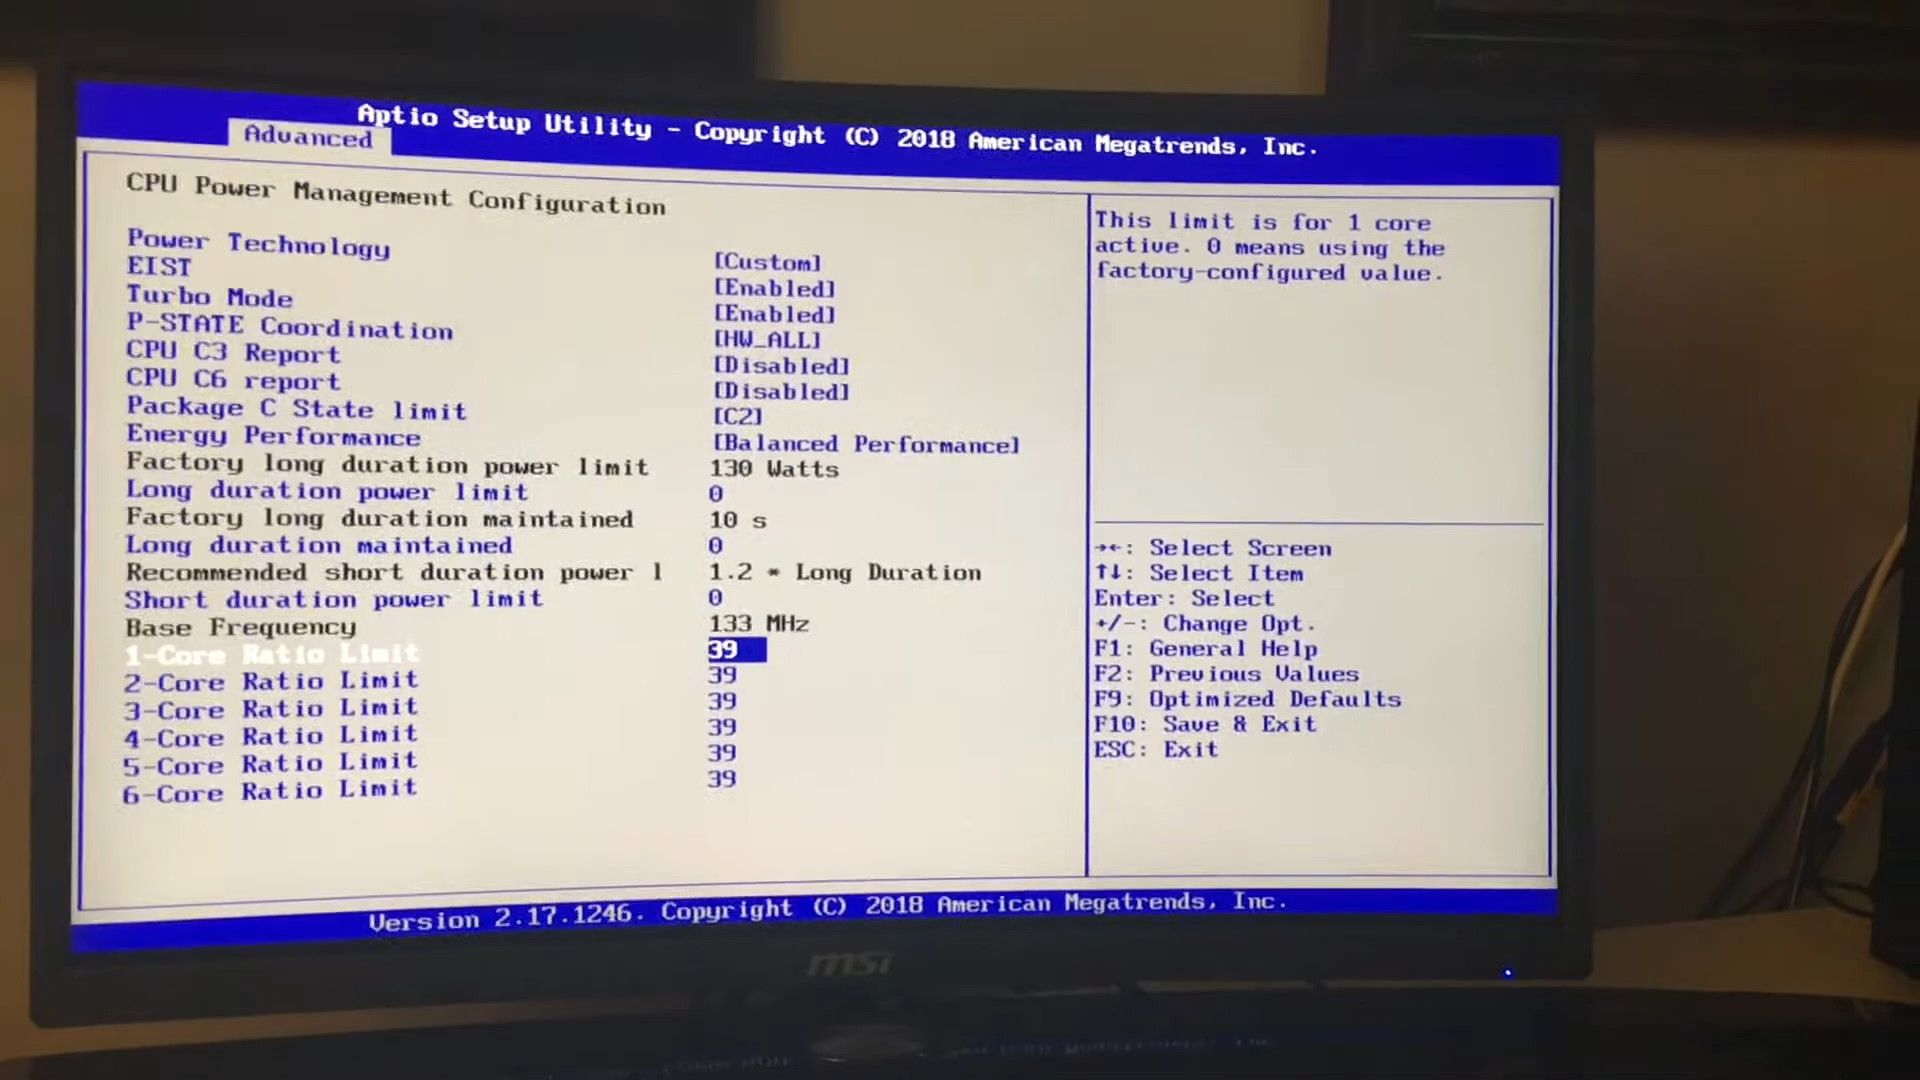 Aptio Setup Utility - Copyright (C) 2018 American Megatrends, Inc.
Advanced
CPU Power Management Configuration
Power Technology [Custom]
EIST [Enabled]
Turbo Mode [Enabled]
P-STATE Coordination [HW_ALL]
CPU C3 Report [Disabled]
CPU C6 report [Disabled]
Package C State limit [C2]
Energy Performance [Balanced Performance]
Factory long duration power limit 130 Watts
Long duration power limit 0
Factory long duration maintained 10 s
Long duration maintained 0
Recommended short duration power l 1.2 * Long Duration
Short duration power limit 0
Base Frequency 133 MHz
1-Core Ratio Limit 39
2-Core Ratio Limit 39
3-Core Ratio Limit 39
4-Core Ratio Limit 39
5-Core Ratio Limit 39
6-Core Ratio Limit 39
This limit is for 1 core
active. 0 means using the
factory-configured value.
→←: Select Screen
↑↓: Select Item
Enter: Select
+/-: Change Opt.
F1: General Help
F2: Previous Values
F9: Optimized Defaults
F10: Save & Exit
ESC: Exit
Version 2.17.1246. Copyright (C) 2018 American Megatrends, Inc.
msi